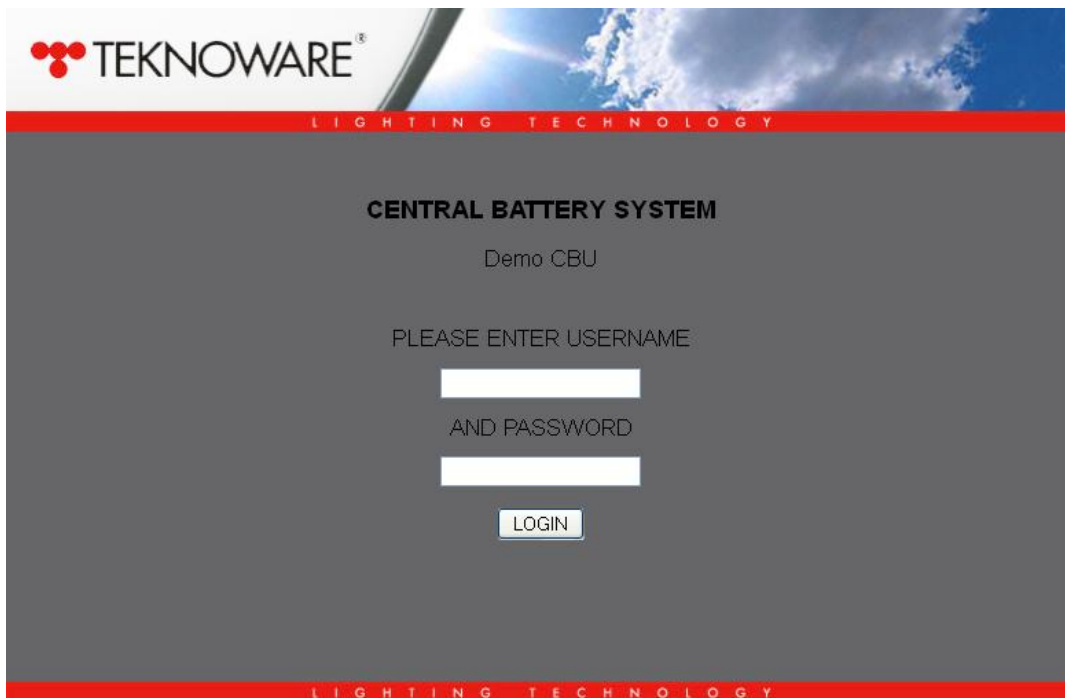 TEKNOWARE®
LIGHTING TECHNOLOGY
CENTRAL BATTERY SYSTEM
Demo CBU
PLEASE ENTER USERNAME
AND PASSWORD
LOGIN
LIGHTING TECHNOLOGY